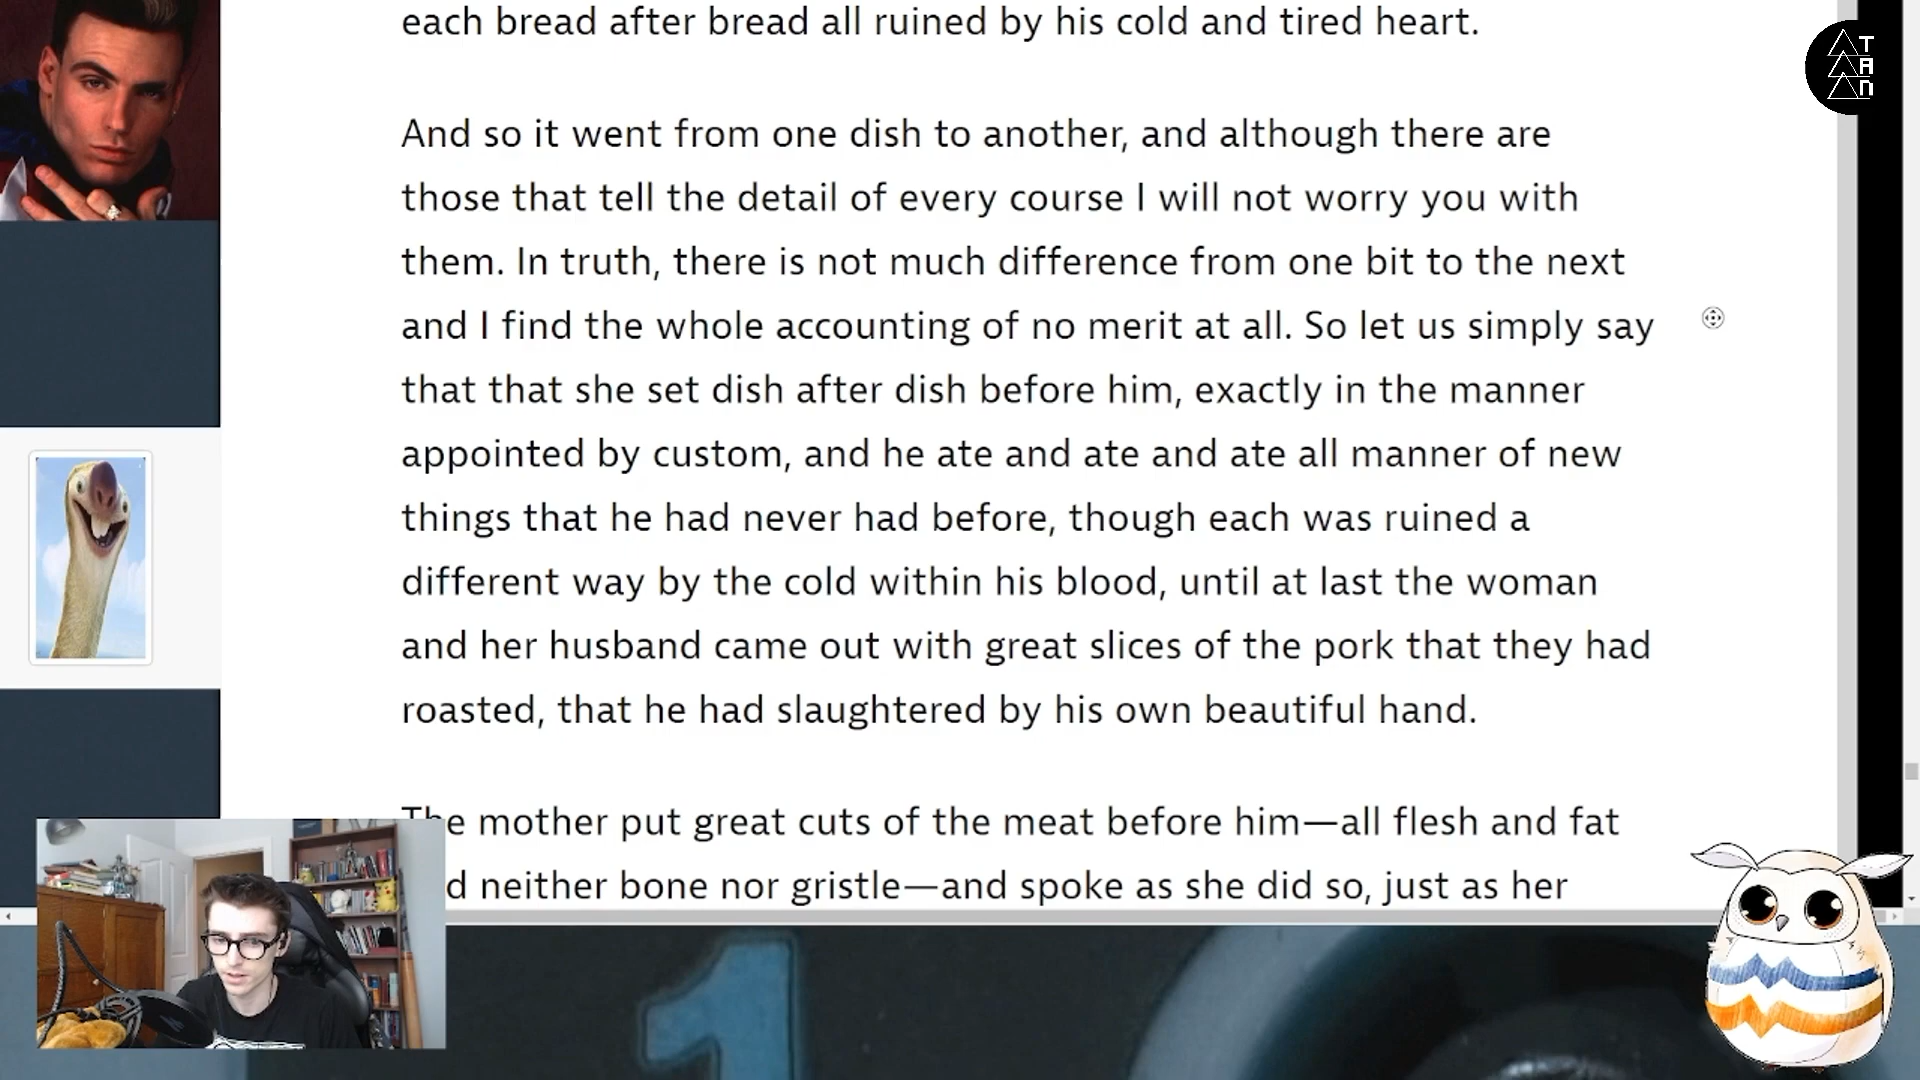 each bread after bread all ruined by his cold and tired heart.
TAN
And so it went from one dish to another, and although there are
those that tell the detail of every course I will not worry you with
them. In truth, there is not much difference from one bit to the next
and I find the whole accounting of no merit at all. So let us simply say
that that she set dish after dish before him, exactly in the manner
appointed by custom, and he ate and ate and ate all manner of new
things that he had never had before, though each was ruined a
different way by the cold within his blood, until at last the woman
and her husband came out with great slices of the pork that they had
roasted, that he had slaughtered by his own beautiful hand.
The mother put great cuts of the meat before him—all flesh and fat
d neither bone nor gristle—and spoke as she did so, just as her
1